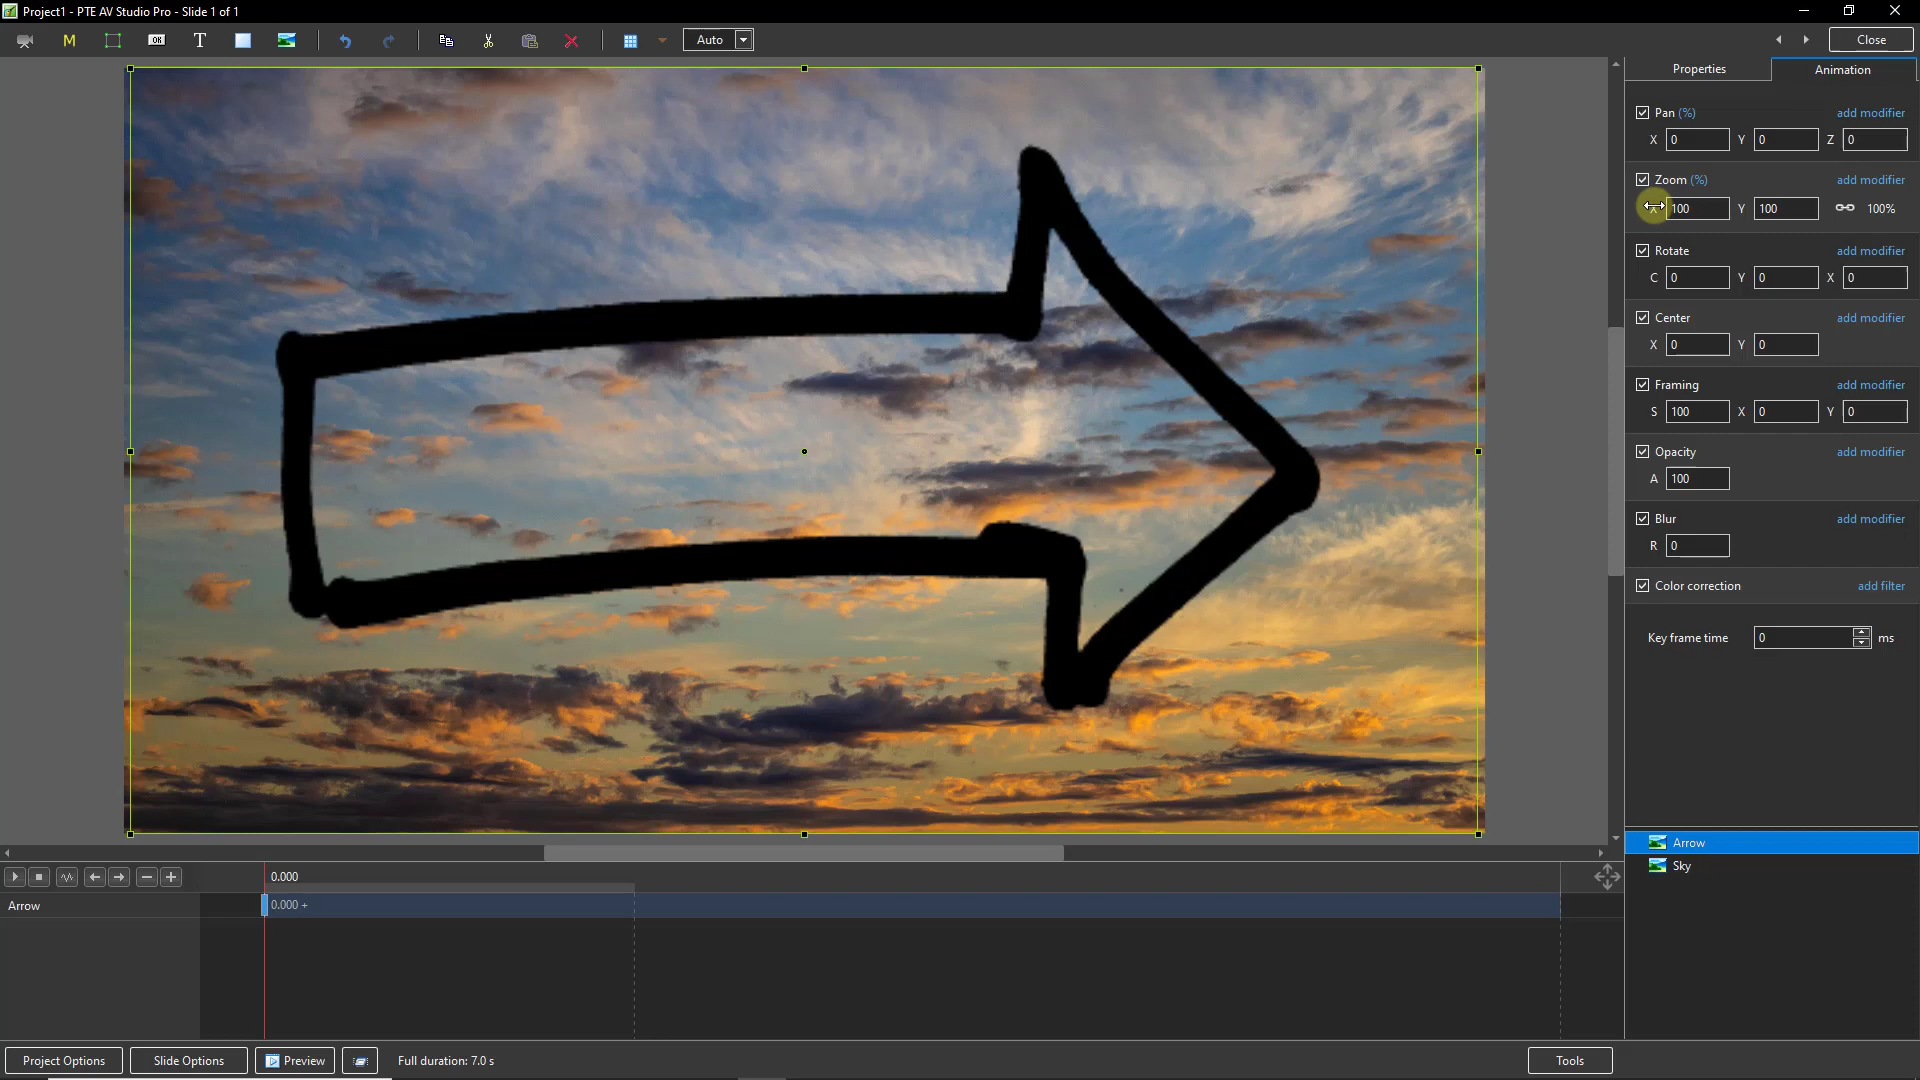 Project1 - PTE AV Studio Pro - Slide 1 of 1
M OK T Auto Close
Properties Animation
Pan (%) add modifier
X 0 Y 0 Z 0
Zoom (%) add modifier
X 100 Y 100 100%
Rotate add modifier
C 0 Y 0 X 0
Center add modifier
X 0 Y 0
Framing add modifier
S 100 X 0 Y 0
Opacity add modifier
A 100
Blur add modifier
R 0
Color correction add filter
Key frame time 0 ms
Arrow
Sky
0.000
Arrow 0.000 +
Project Options Slide Options Preview Full duration: 7.0 s Tools